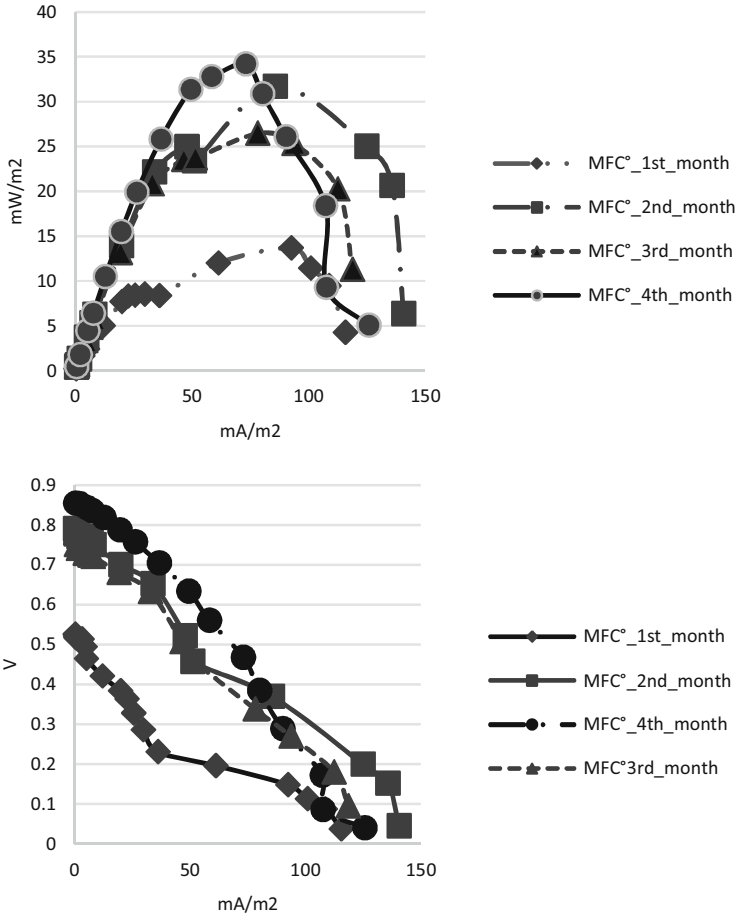 40
35
30
25
20
15
10
5
0
mW/m2
0 50 100 150
mA/m2
MFC°_1st_month
MFC°_2nd_month
MFC°_3rd_month
MFC°_4th_month
0.9
0.8
0.7
0.6
0.5
0.4
0.3
0.2
0.1
0
V
0 50 100 150
mA/m2
MFC°_1st_month
MFC°_2nd_month
MFC°_4th_month
MFC°3rd_month